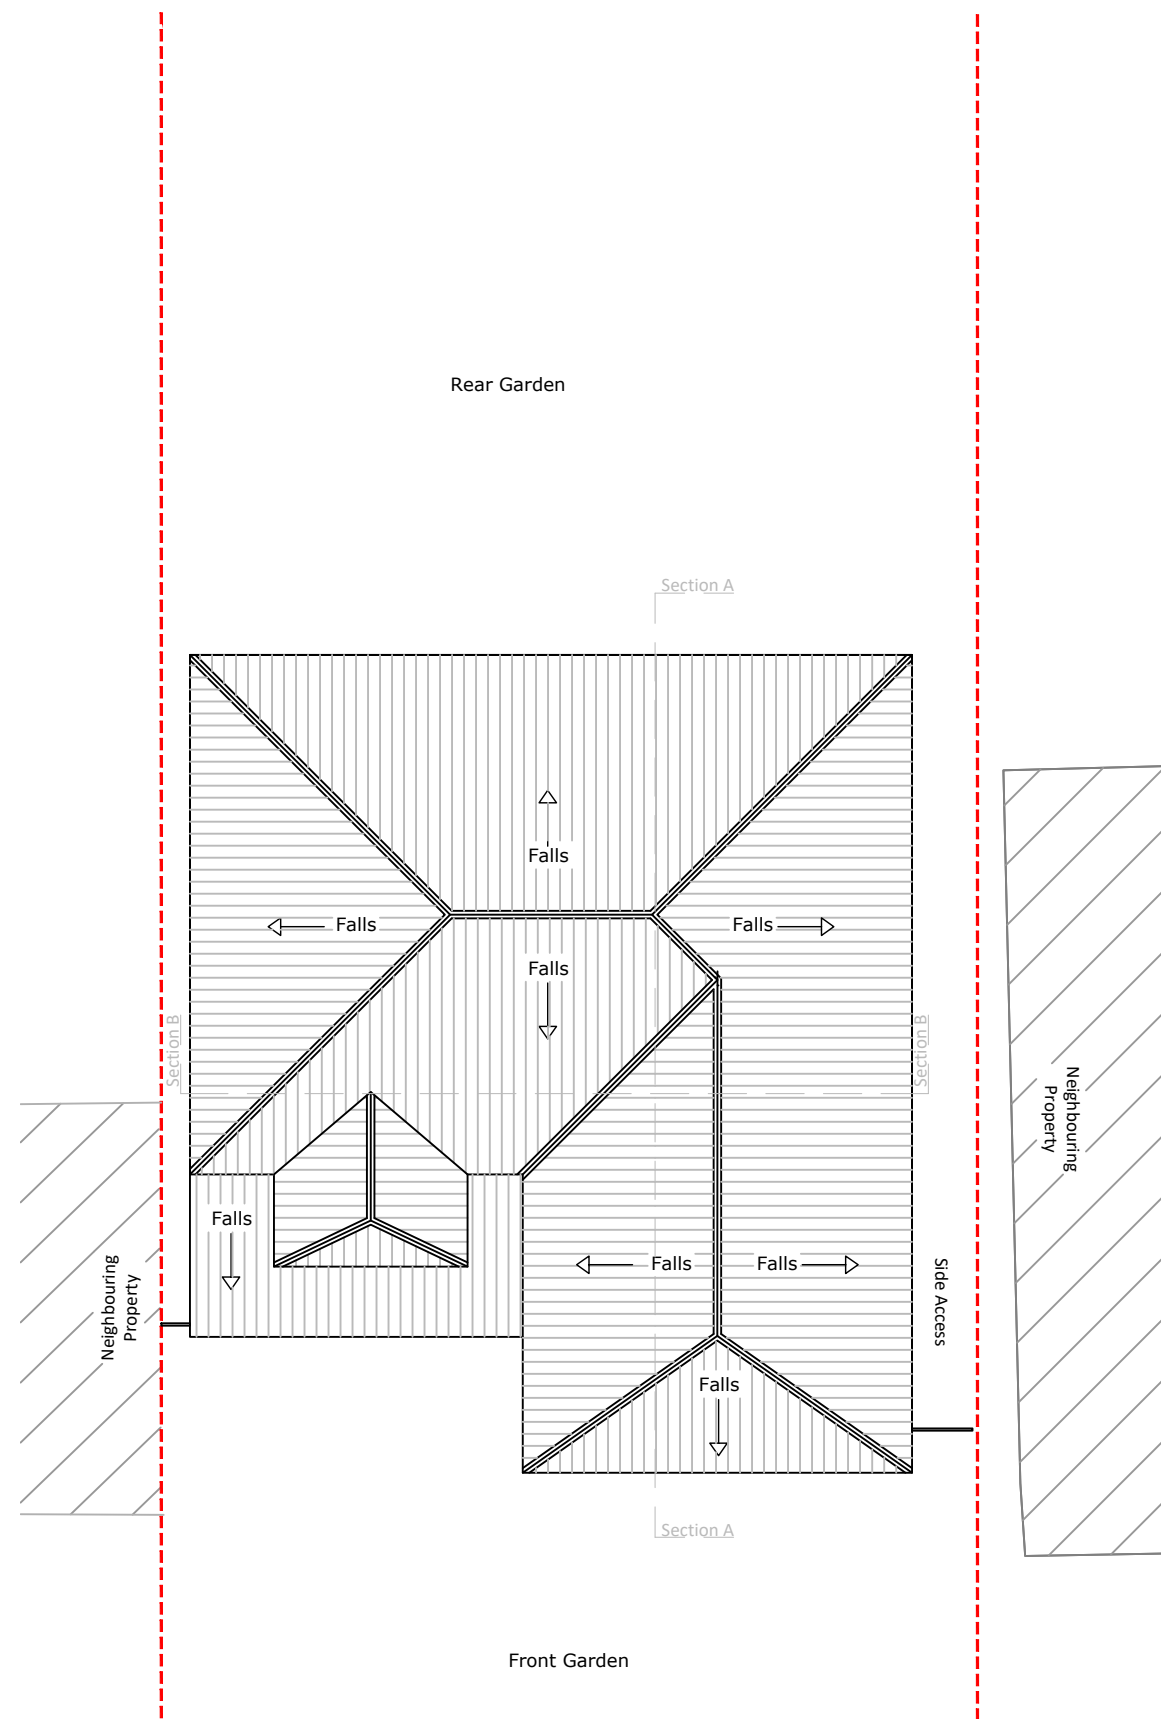 Rear Garden
Section A
Falls
Falls
Falls
Falls
Section B
Section B
Neighbouring
Property
Falls
Falls
Falls
Neighbouring
Property
Side Access
Falls
Section A
Front Garden